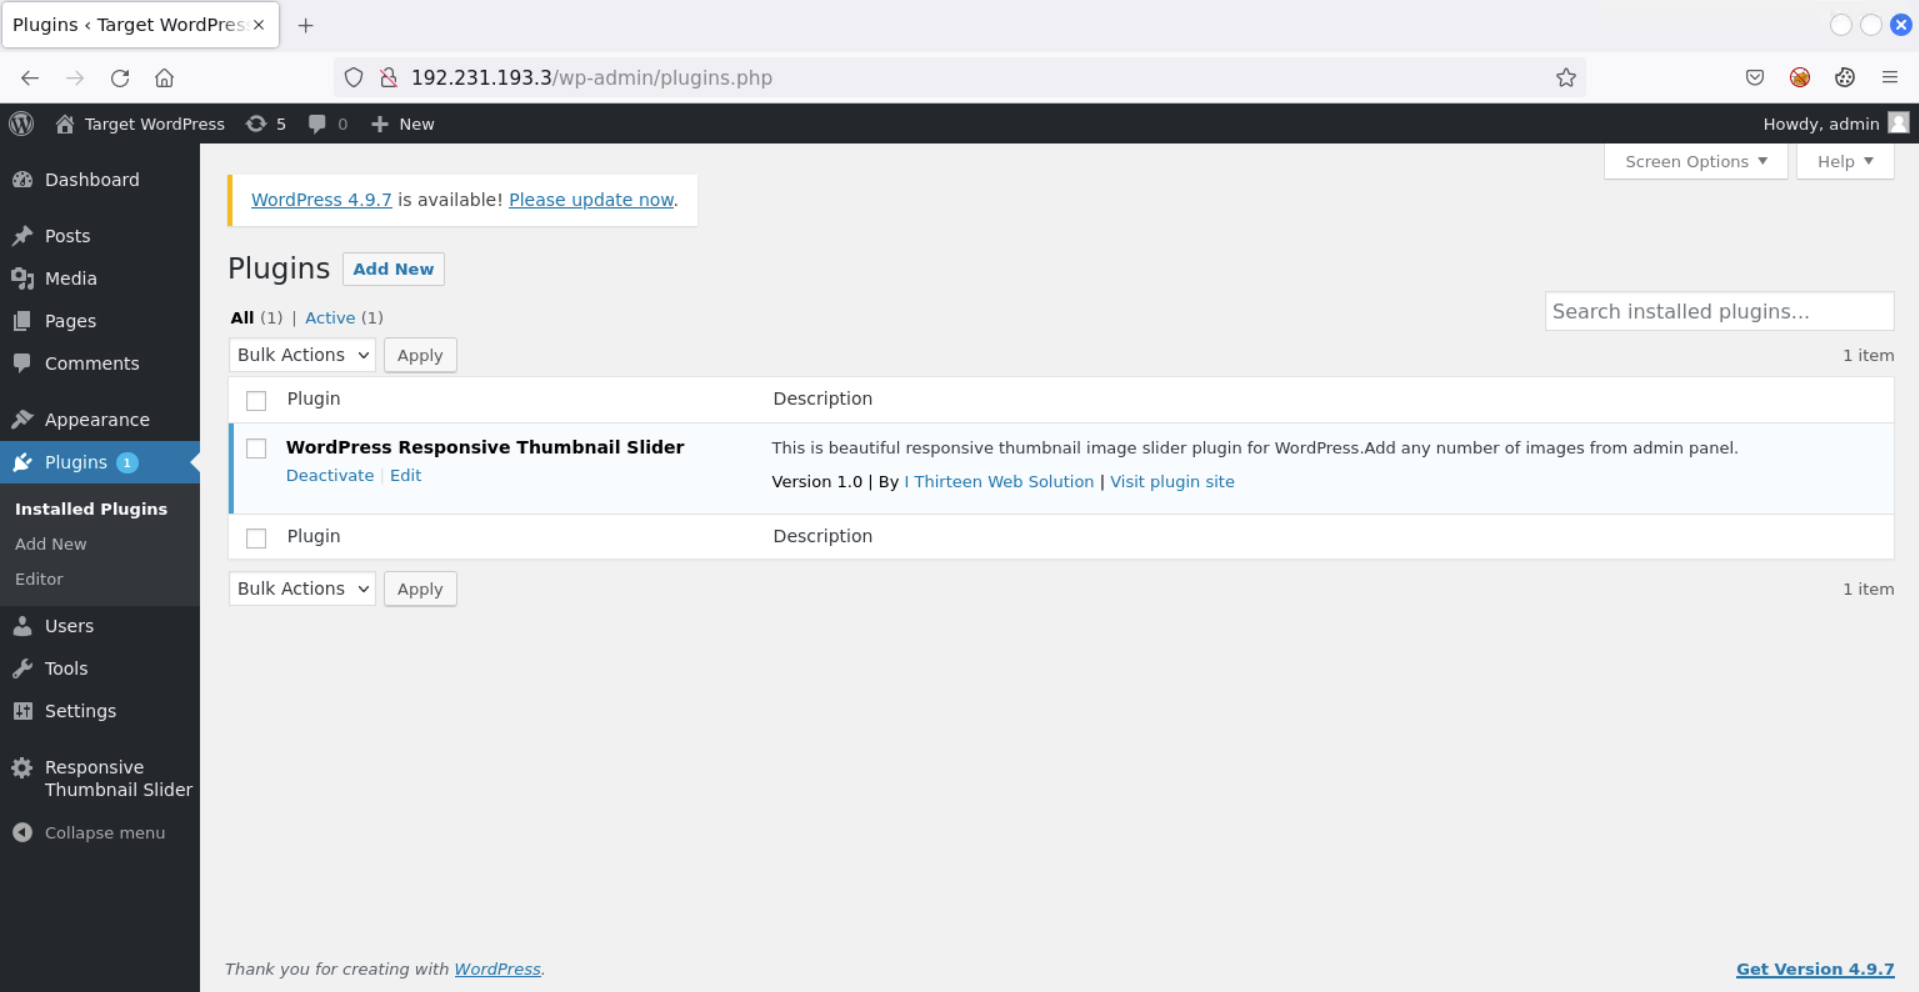 Plugins ‹ Target WordPress
192.231.193.3/wp-admin/plugins.php
Target WordPress 5 0 New Howdy, admin
Screen Options Help
Dashboard
Posts
Media
Pages
Comments
Appearance
Plugins 1
Installed Plugins
Add New
Editor
Users
Tools
Settings
Responsive
Thumbnail Slider
Collapse menu
WordPress 4.9.7 is available! Please update now.
Plugins Add New
All (1) | Active (1)
Search installed plugins...
Bulk Actions Apply 1 item
Plugin Description
WordPress Responsive Thumbnail Slider This is beautiful responsive thumbnail image slider plugin for WordPress.Add any number of images from admin panel.
Deactivate | Edit Version 1.0 | By I Thirteen Web Solution | Visit plugin site
Plugin Description
Bulk Actions Apply 1 item
Thank you for creating with WordPress. Get Version 4.9.7